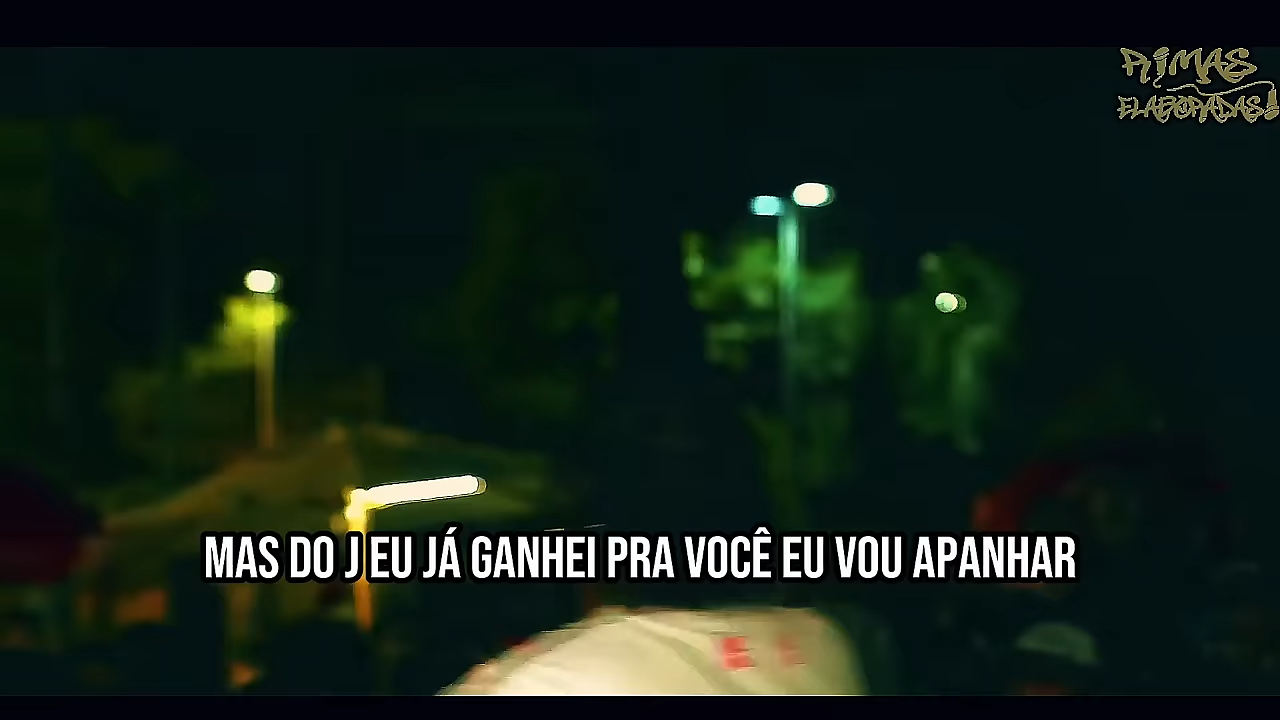 RIMAS
ELABORADAS!
MAS DO J EU JÁ GANHEI PRA VOCÊ EU VOU APANHAR